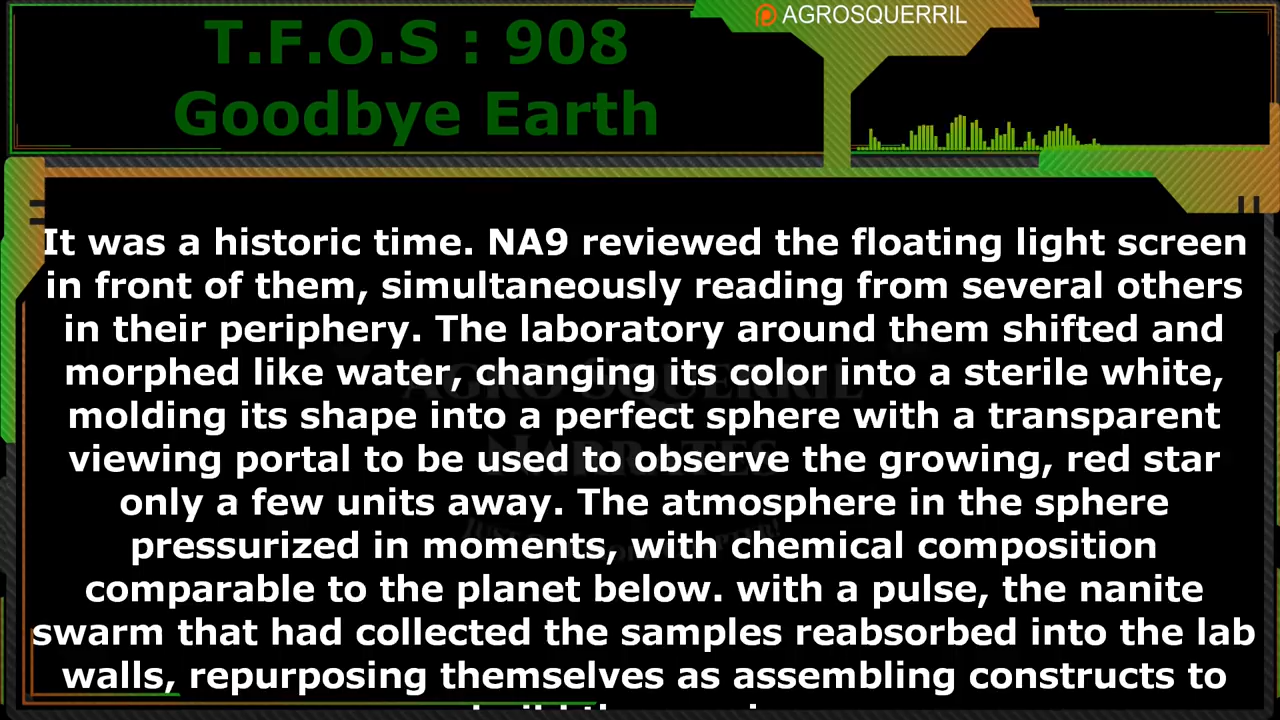 AGROSQUERRIL
T.F.O.S : 908
Goodbye Earth
It was a historic time. NA9 reviewed the floating light screen
in front of them, simultaneously reading from several others
in their periphery. The laboratory around them shifted and
morphed like water, changing its color into a sterile white,
molding its shape into a perfect sphere with a transparent
viewing portal to be used to observe the growing, red star
only a few units away. The atmosphere in the sphere
pressurized in moments, with chemical composition
comparable to the planet below. with a pulse, the nanite
swarm that had collected the samples reabsorbed into the lab
walls, repurposing themselves as assembling constructs to